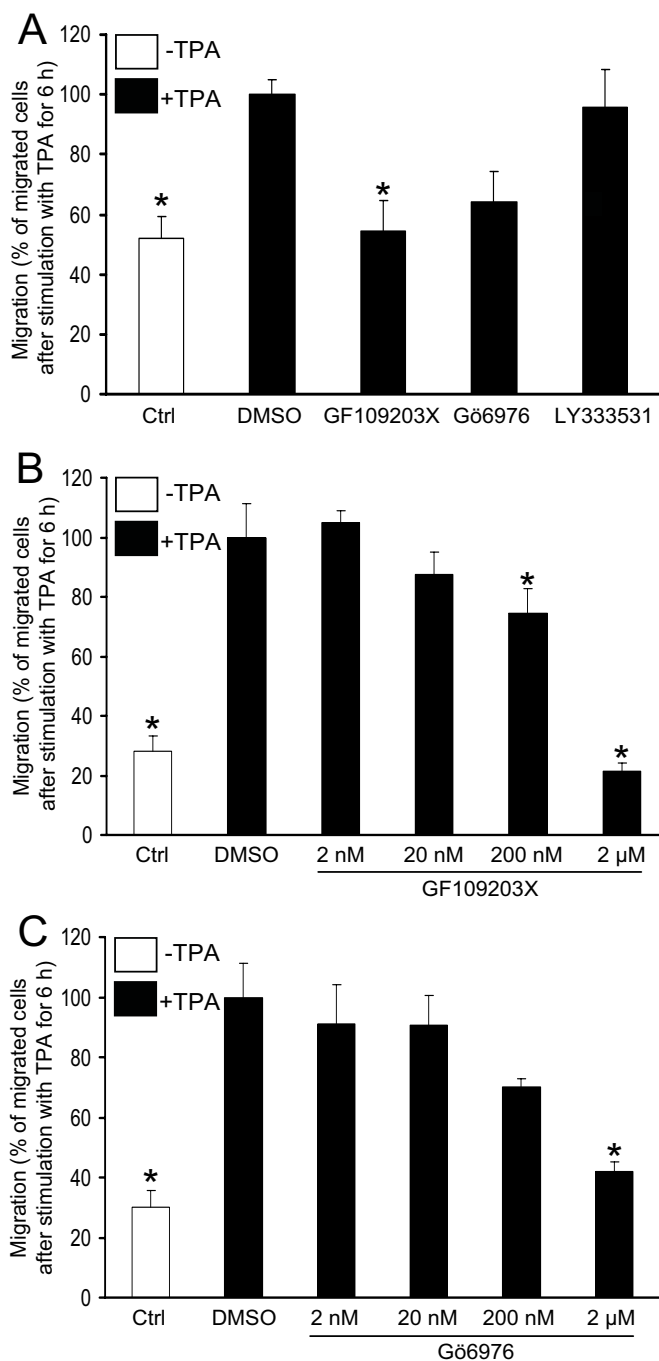 A
-TPA
+TPA
Migration (% of migrated cells
after stimulation with TPA for 6 h)
120
100
80
60
40
20
0
*
*
Ctrl
DMSO
GF109203X
Gö6976
LY333531
B
-TPA
+TPA
Migration (% of migrated cells
after stimulation with TPA for 6 h)
120
100
80
60
40
20
0
*
*
*
Ctrl
DMSO
2 nM
20 nM
200 nM
2 µM
GF109203X
C
-TPA
+TPA
Migration (% of migrated cells
after stimulation with TPA for 6 h)
120
100
80
60
40
20
0
*
*
Ctrl
DMSO
2 nM
20 nM
200 nM
2 µM
Gö6976